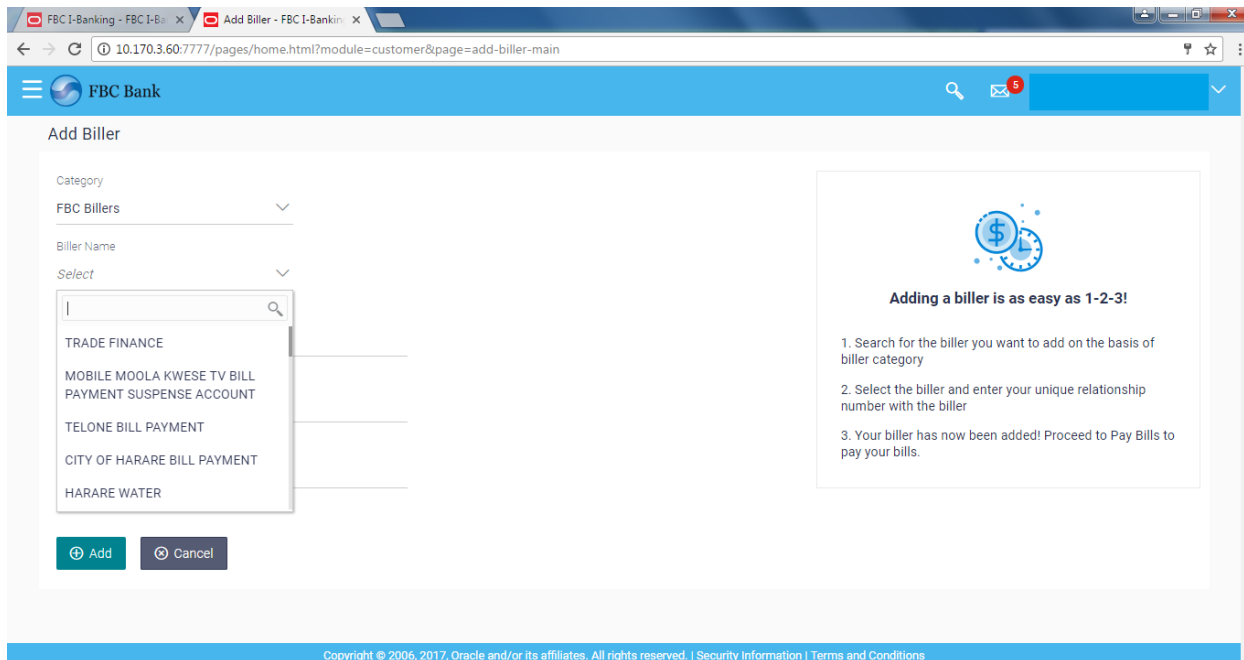 FBC I-Banking - FBC I-Ba
Add Biller - FBC I-Bankin
10.170.3.60:7777/pages/home.html?module=customer&page=add-biller-main
FBC Bank
5
Add Biller
Category
FBC Billers
Biller Name
Select
TRADE FINANCE
MOBILE MOOLA KWESE TV BILL
PAYMENT SUSPENSE ACCOUNT
TELONE BILL PAYMENT
CITY OF HARARE BILL PAYMENT
HARARE WATER
Add
Cancel
$
Adding a biller is as easy as 1-2-3!
1. Search for the biller you want to add on the basis of
biller category
2. Select the biller and enter your unique relationship
number with the biller
3. Your biller has now been added! Proceed to Pay Bills to
pay your bills.
Copyright © 2006, 2017, Oracle and/or its affiliates. All rights reserved. | Security Information | Terms and Conditions